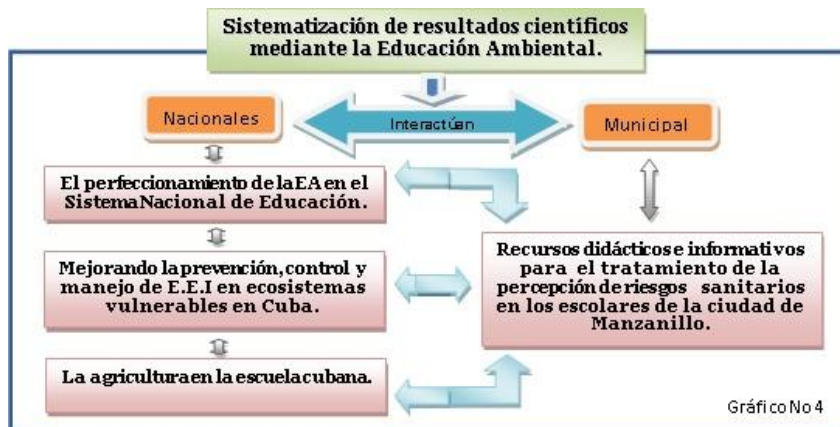 Sistematización de resultados científicos
mediante la Educación Ambiental.
Nacionales
Interactúan
Municipal
El perfeccionamiento de la EA en el
Sistema Nacional de Educación.
Mejorando la prevención, control y
manejo de E.E.I en ecosistemas
vulnerables en Cuba.
La agricultura en la escuela cubana.
Recursos didácticos e informativos
para el tratamiento de la
percepción de riesgos sanitarios
en los escolares de la ciudad de
Manzanillo.
Gráfico No 4